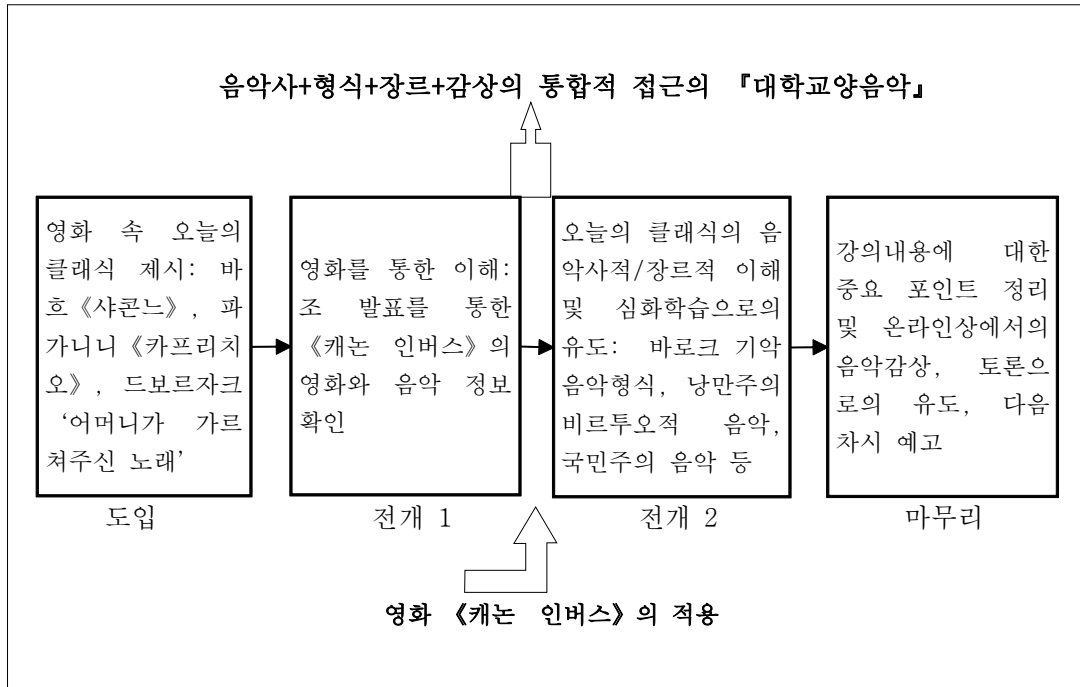 음악사+형식+장르+감상의 통합적 접근의 『대학교양음악』
영화 속 오늘의
클래식 제시: 바
흐《샤콘느》, 파
가니니《카프리치
오》, 드보르자크
‘어머니가 가르
쳐주신 노래’
도입
영화를 통한 이해:
조 발표를 통한
《캐논 인버스》의
영화와 음악 정보
확인
전개 1
오늘의 클래식의 음
악사적/장르적 이해
및 심화학습으로의
유도: 바로크 기악
음악형식, 낭만주의
비르투오적 음악,
국민주의 음악 등
전개 2
강의내용에 대한
중요 포인트 정리
및 온라인상에서의
음악감상, 토론으
로의 유도, 다음
차시 예고
마무리
영화 《캐논 인버스》의 적용